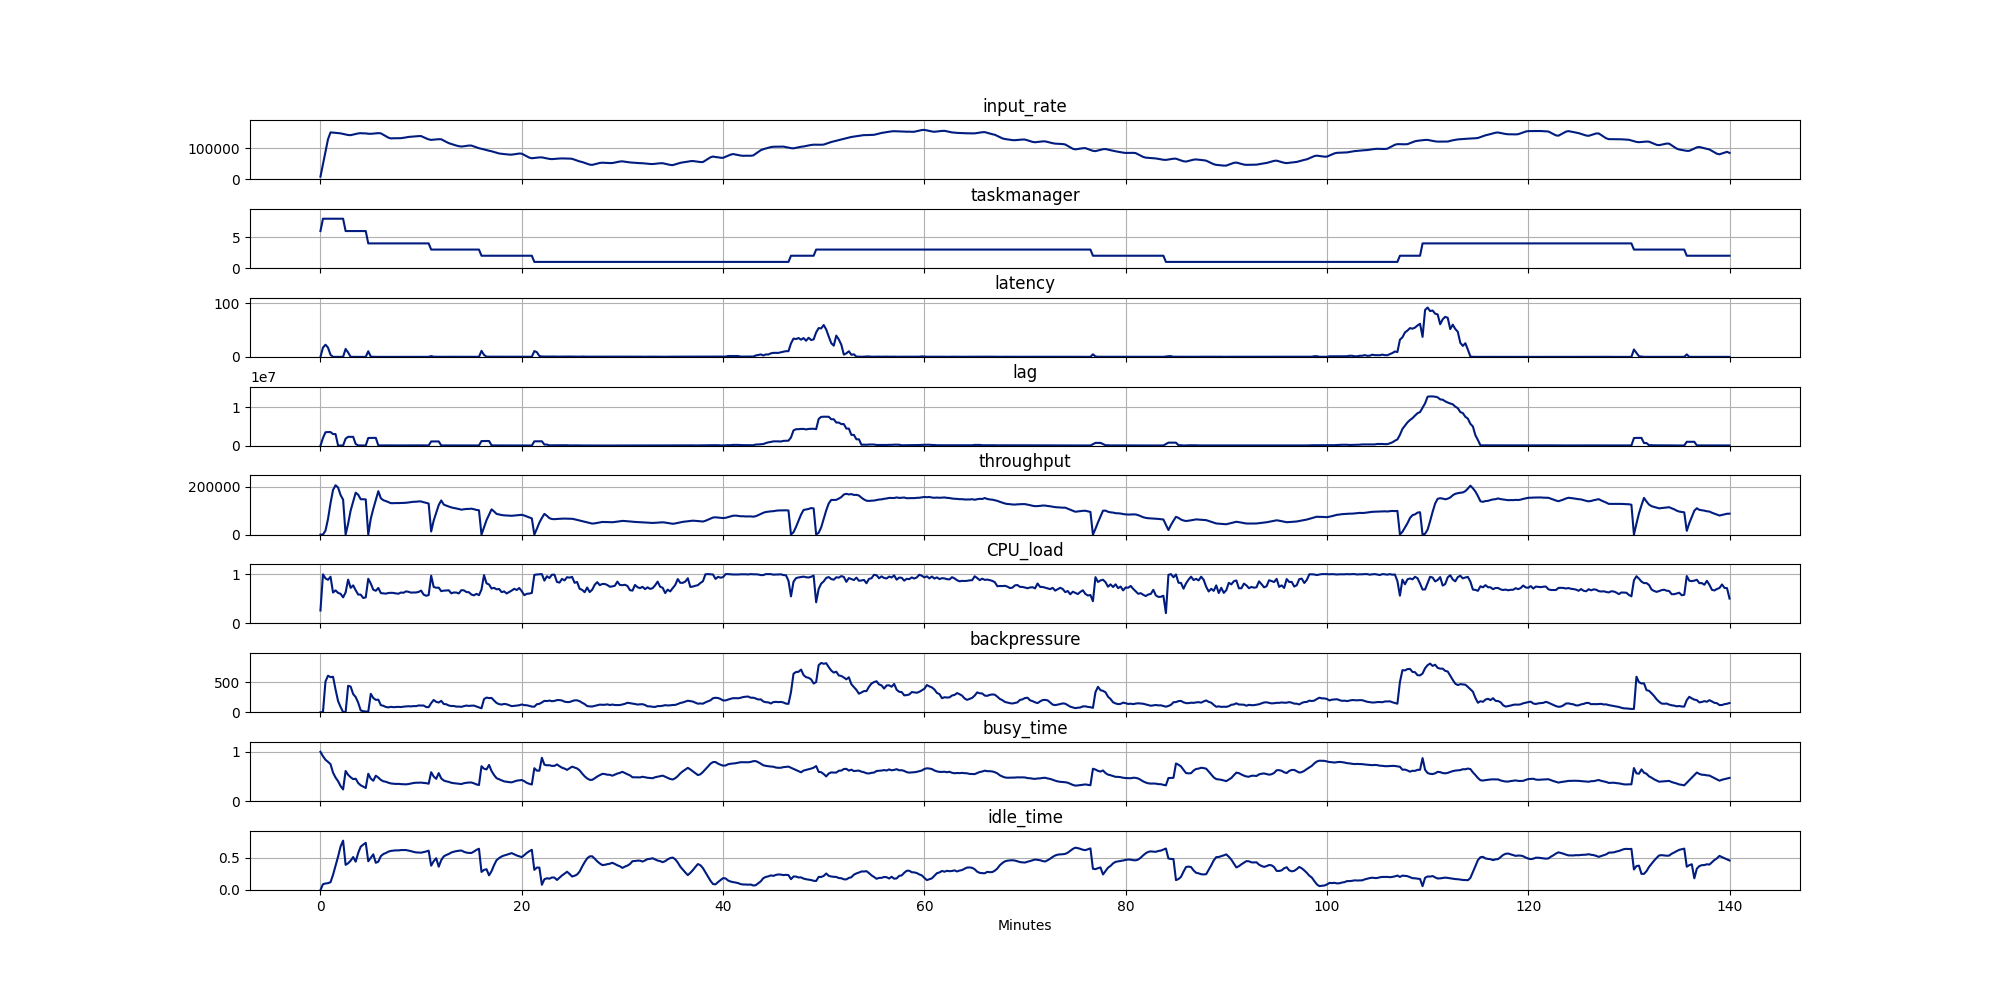 input_rate
100000
0
taskmanager
5
0
latency
100
0
1e7
lag
1
0
throughput
200000
0
CPU_load
1
0
backpressure
500
0
busy_time
1
0
idle_time
0.5
0.0
0 20 40 60 80 100 120 140
Minutes